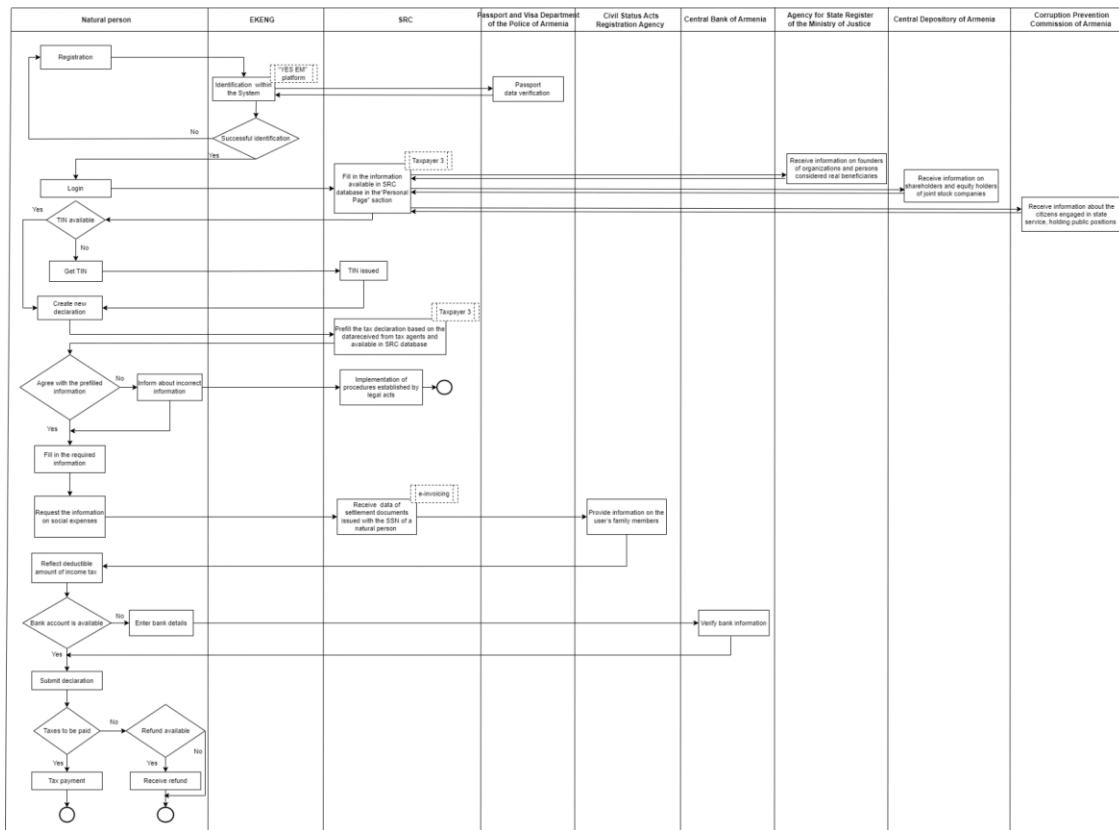 Natural person
EKENG
SRC
Passport and Visa Department
of the Police of Armenia
Civil Status Acts
Registration Agency
Central Bank of Armenia
Agency for State Register
of the Ministry of Justice
Central Depository of Armenia
Corruption Prevention
Commission of Armenia
Registration
"YES EM"
platform
Identification within
the System
Passport
data verification
No
Successful identification
Yes
Taxpayer 3
Login
Fill in the information
available in SRC
database in the"Personal
Page" saction
Receive information on founders
of organizations and persons
considered real beneficiaries
Receive information on
shareholders and equity holders
of joint stock companies
Receive information about the
citizens engaged in state
service, holding public positions
Yes
TIN available
No
Get TIN
TIN issued
Create new
declaration
Taxpayer 3
Prefill the tax declaration based on the
datareceived from tax agents and
available in SRC database
Agree with the prefilled
information
No
Inform about incorrect
information
Implementation of
procedures established by
legal acts
Yes
Fill in the required
information
e-invoicing
Request the information
on social expenses
Receive data of
settlement documents
issued with the SSN of a
natural person
Provide information on the
user's family members
Reflect deductible
amount of income tax
Bank account is available
No
Enter bank details
Verify bank information
Yes
Submit declaration
Taxes to be paid
No
Refund available
No
Yes
Yes
Tax payment
Receive refund